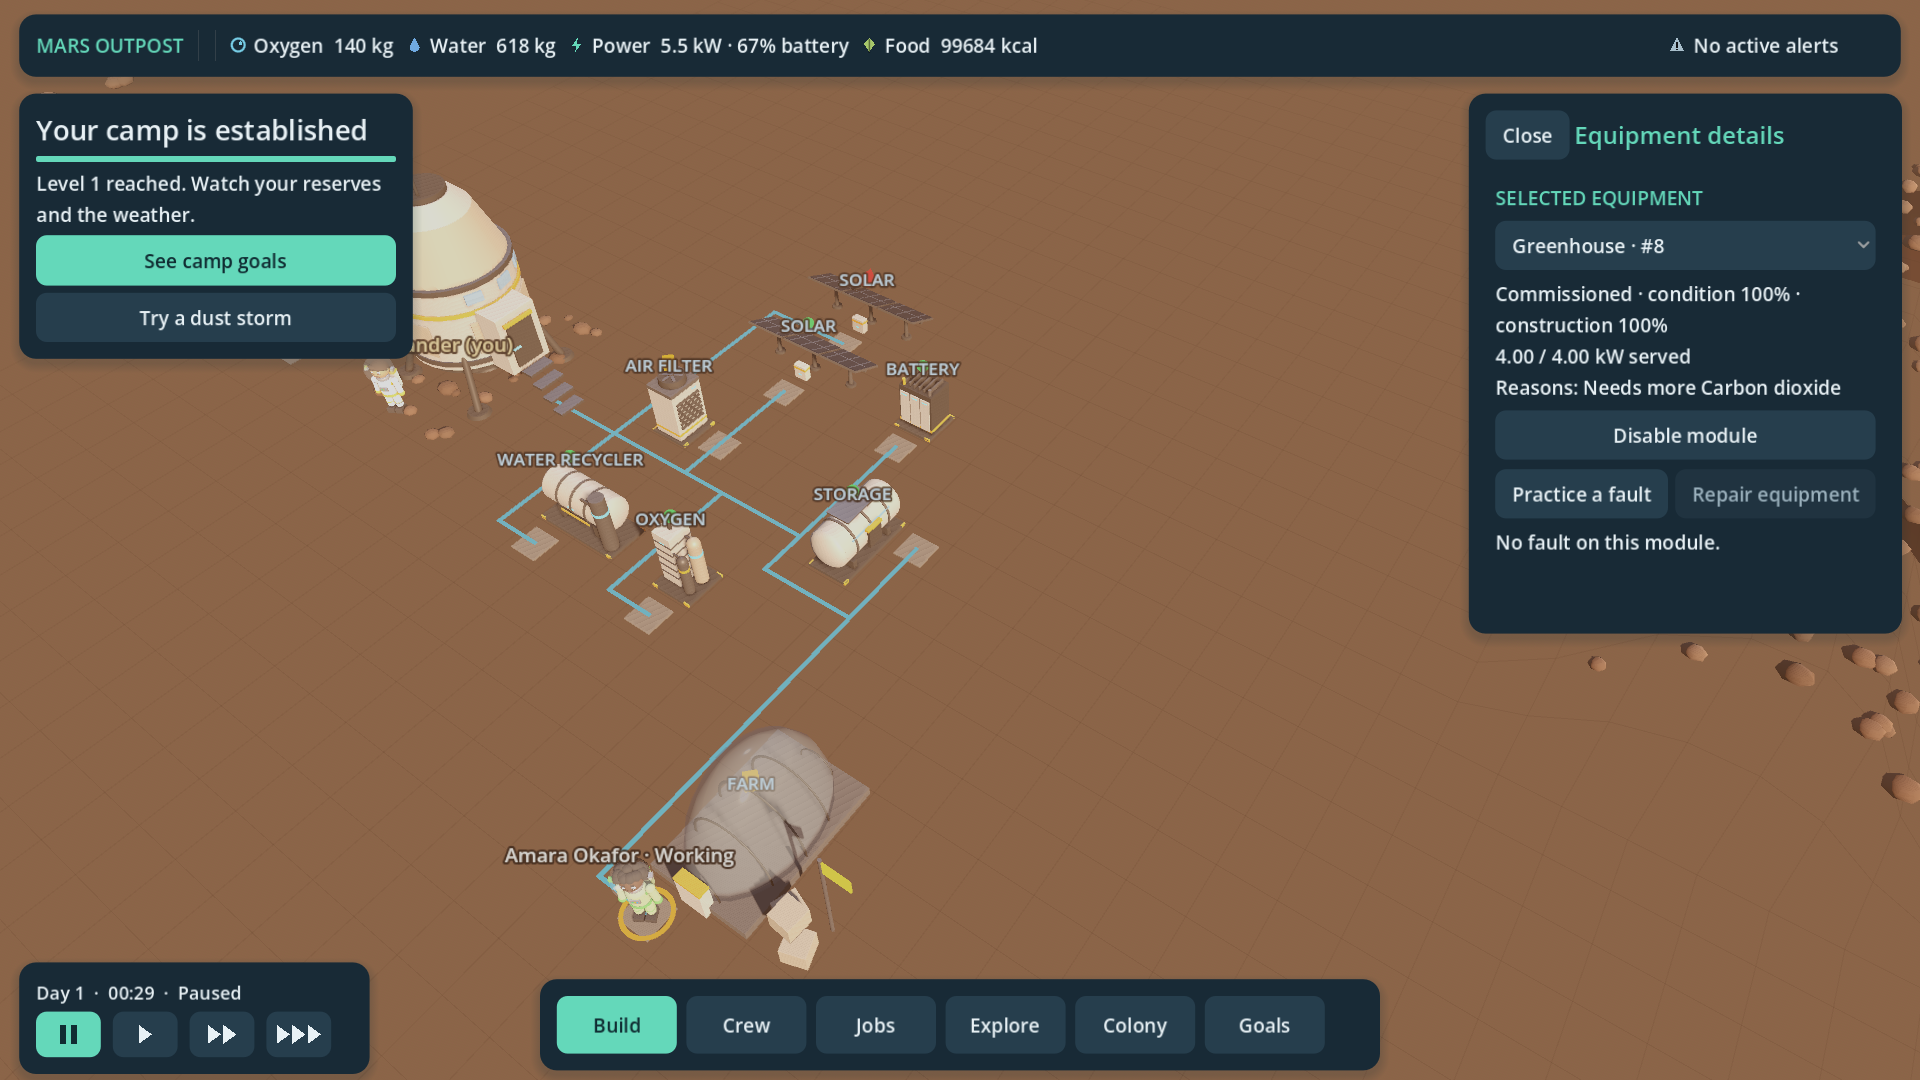 MARS OUTPOST
Oxygen 140 kg
Water 618 kg
Power 5.5 kW · 67% battery
Food 99684 kcal
No active alerts
Your camp is established
Level 1 reached. Watch your reserves
and the weather.
See camp goals
Try a dust storm
Close
Equipment details
SELECTED EQUIPMENT
Greenhouse · #8
Commissioned · condition 100% ·
construction 100%
4.00 / 4.00 kW served
Reasons: Needs more Carbon dioxide
Disable module
Practice a fault
Repair equipment
No fault on this module.
SOLAR
SOLAR
(you)
AIR FILTER
BATTERY
WATER RECYCLER
STORAGE
OXYGEN
FARM
Amara Okafor · Working
Day 1 · 00:29 · Paused
Build
Crew
Jobs
Explore
Colony
Goals